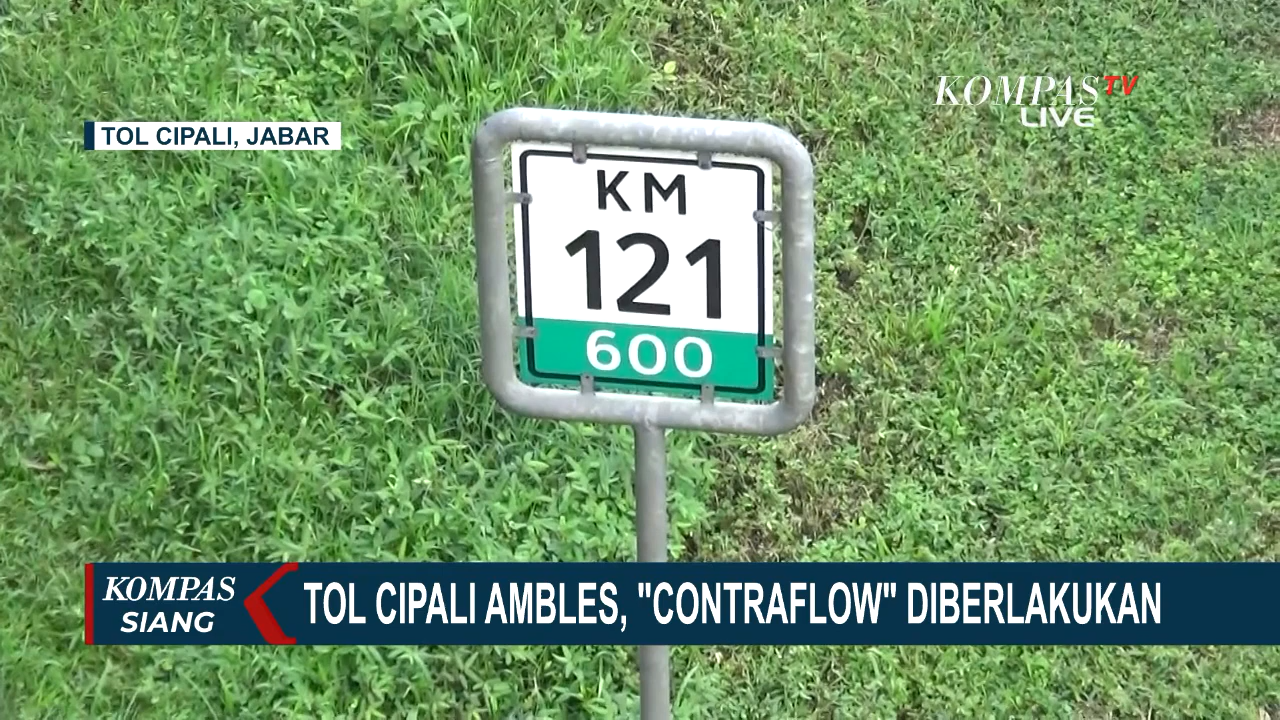 KOMPAS TV
LIVE
TOL CIPALI, JABAR
KM
121
600
KOMPAS
SIANG
TOL CIPALI AMBLES, "CONTRAFLOW" DIBERLAKUKAN